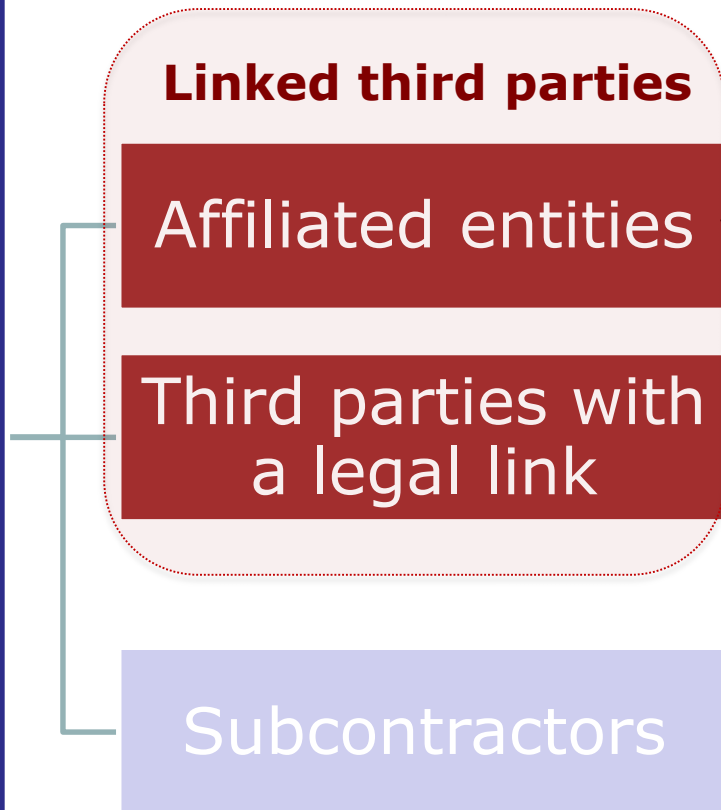 Linked third parties
Affiliated entities
Third parties with
a legal link
Subcontractors